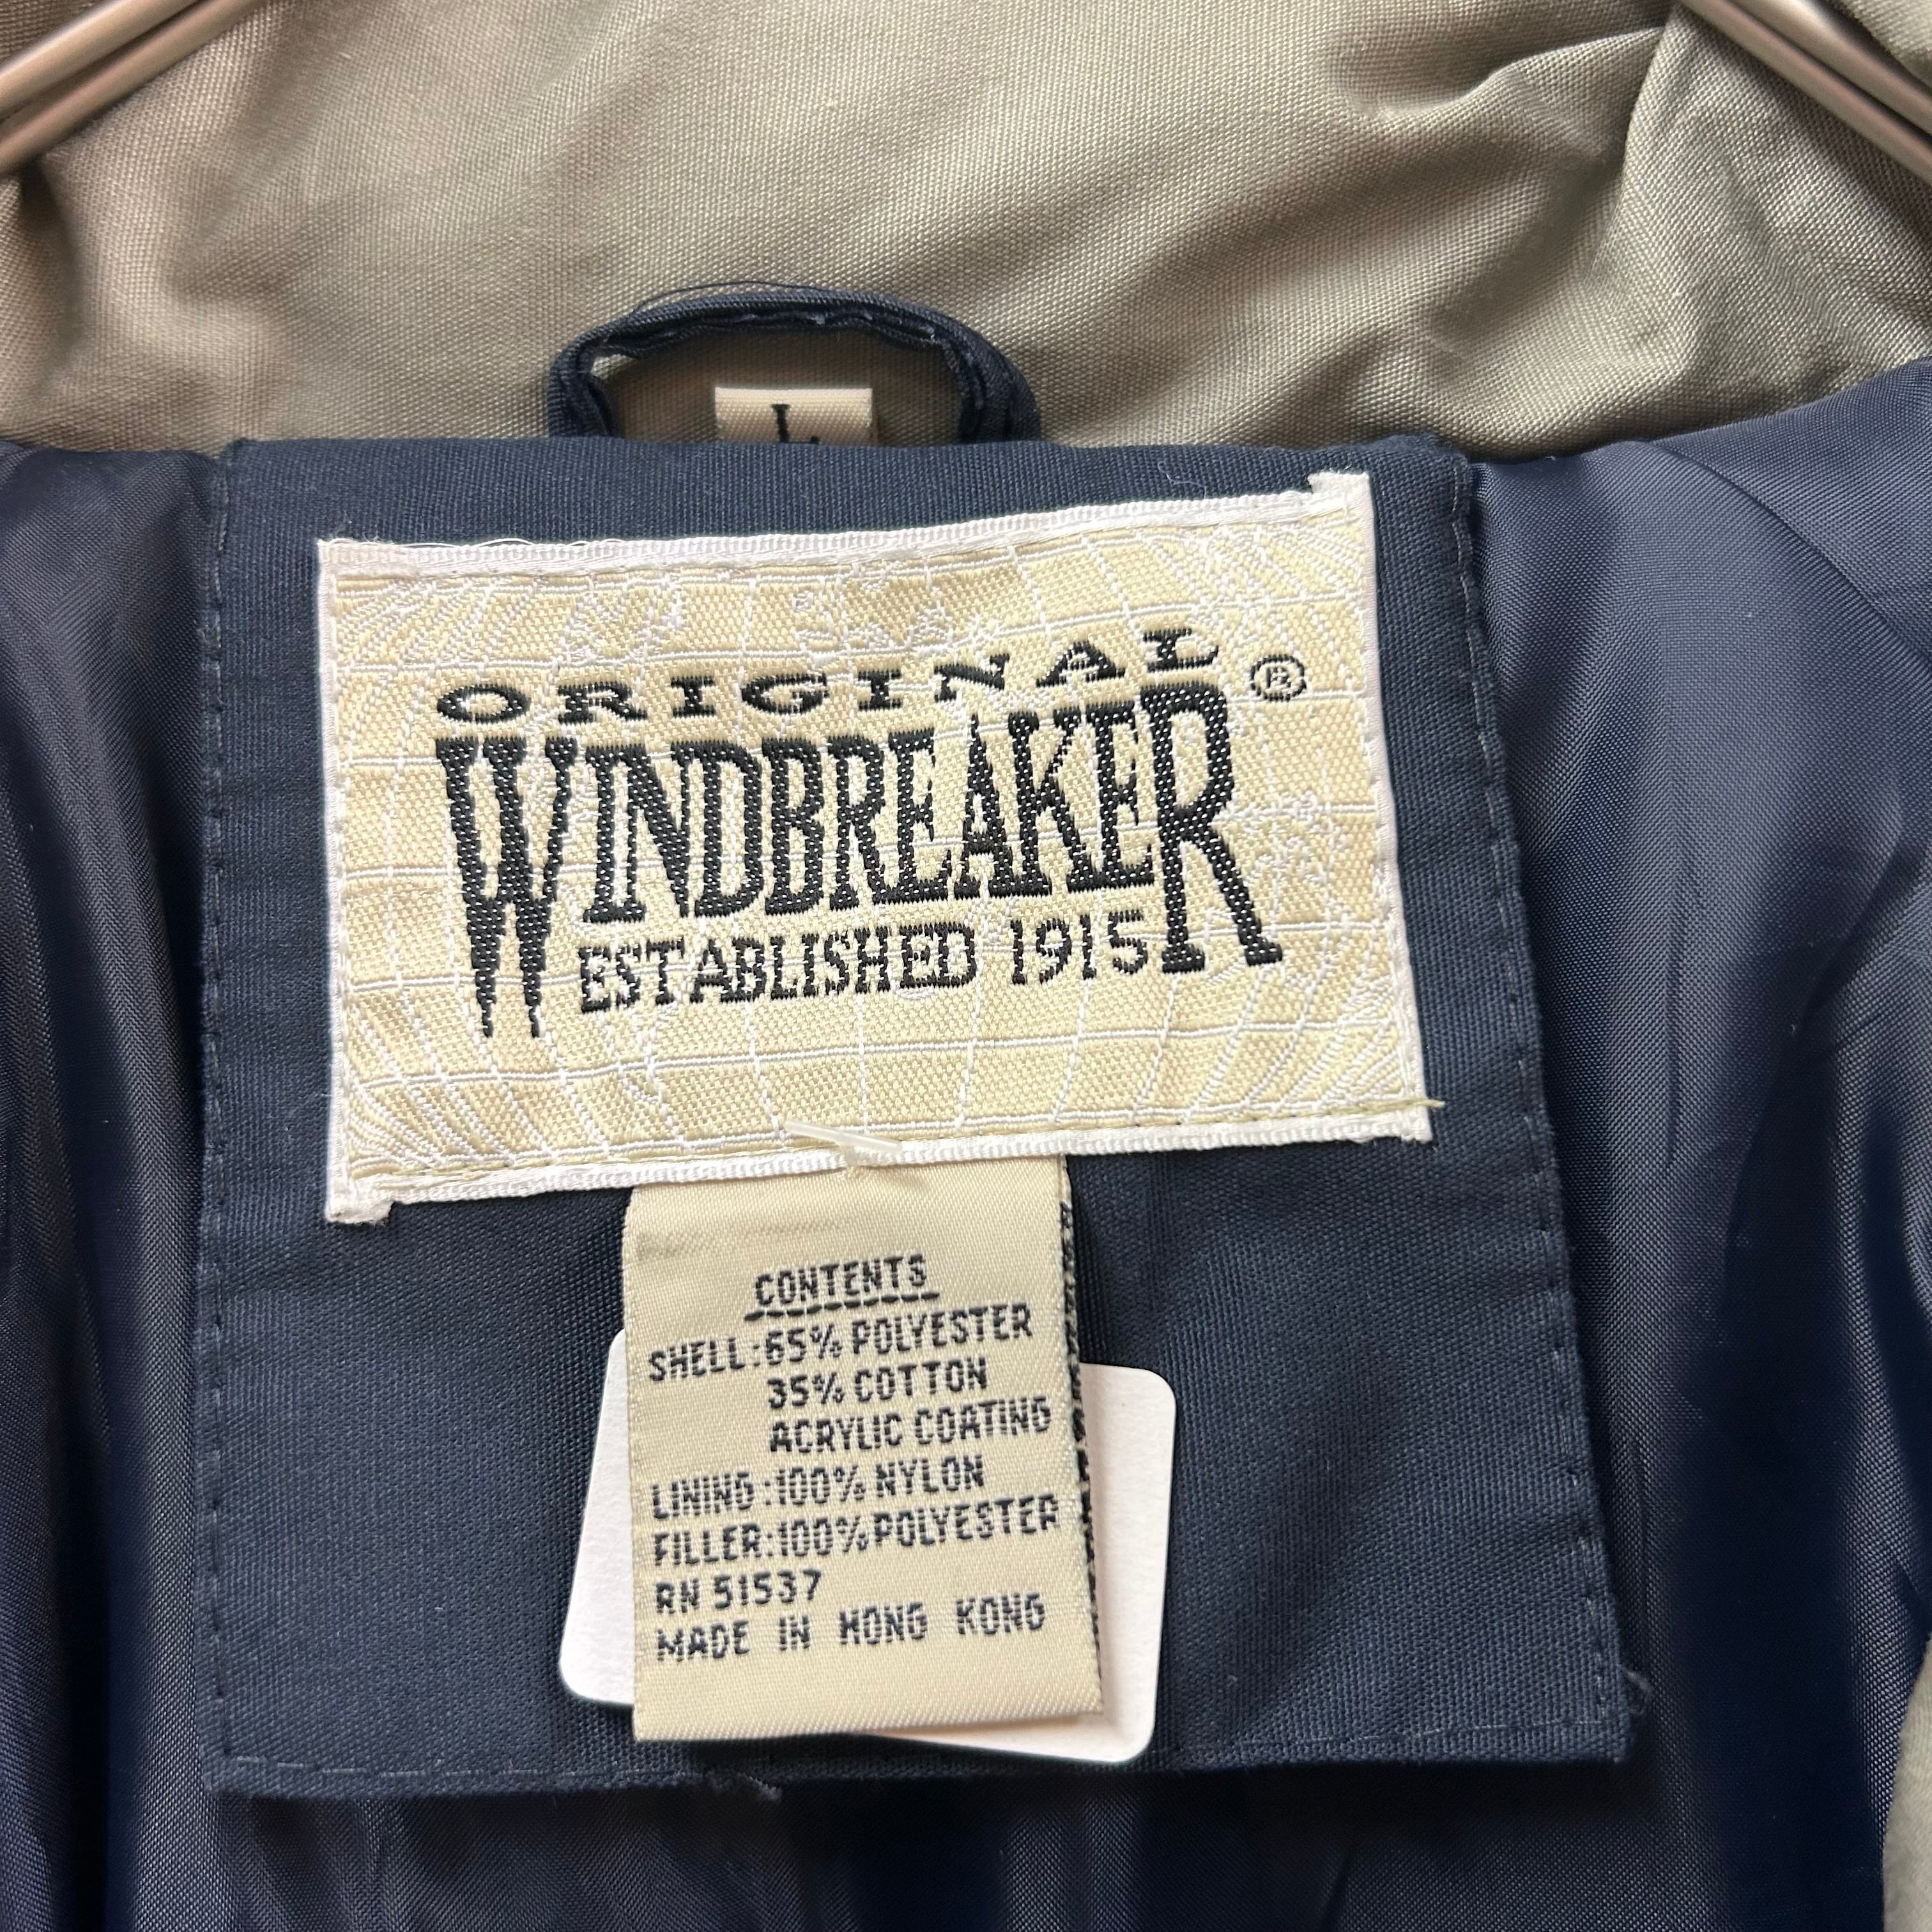 L
ORIGINAL ®
WINDBREAKER
ESTABLISHED 1915
CONTENTS
SHELL:65% POLYESTER
35% COTTON
ACRYLIC COATING
LINING:100% NYLON
FILLER:100% POLYESTER
RN 51537
MADE IN HONG KONG